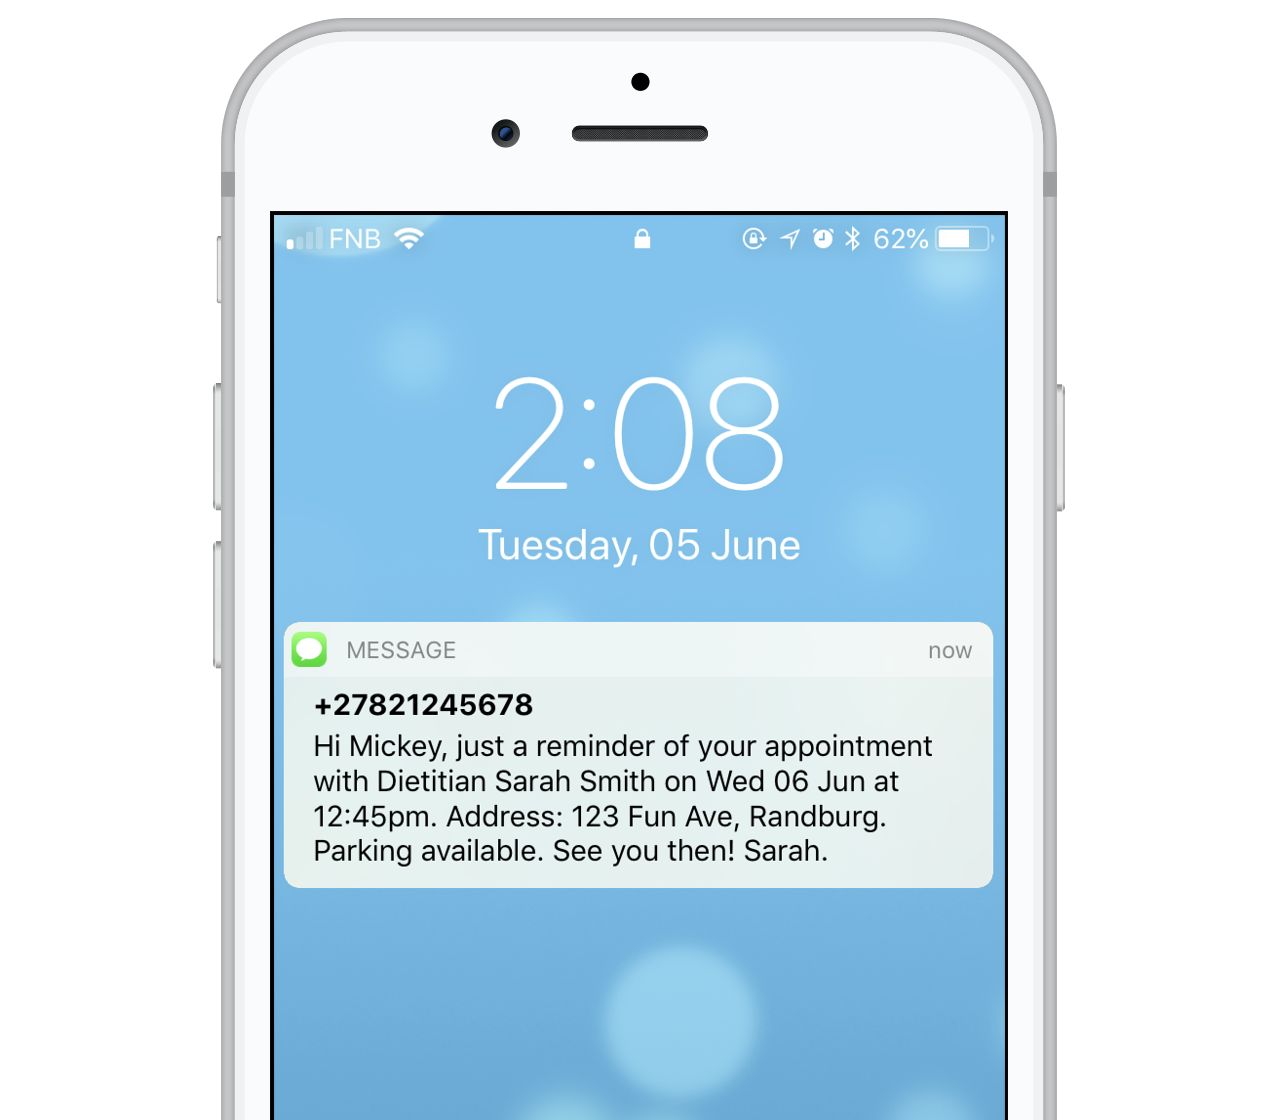 FNB 62%
2:08
Tuesday, 05 June
MESSAGE now
+27821245678
Hi Mickey, just a reminder of your appointment
with Dietitian Sarah Smith on Wed 06 Jun at
12:45pm. Address: 123 Fun Ave, Randburg.
Parking available. See you then! Sarah.